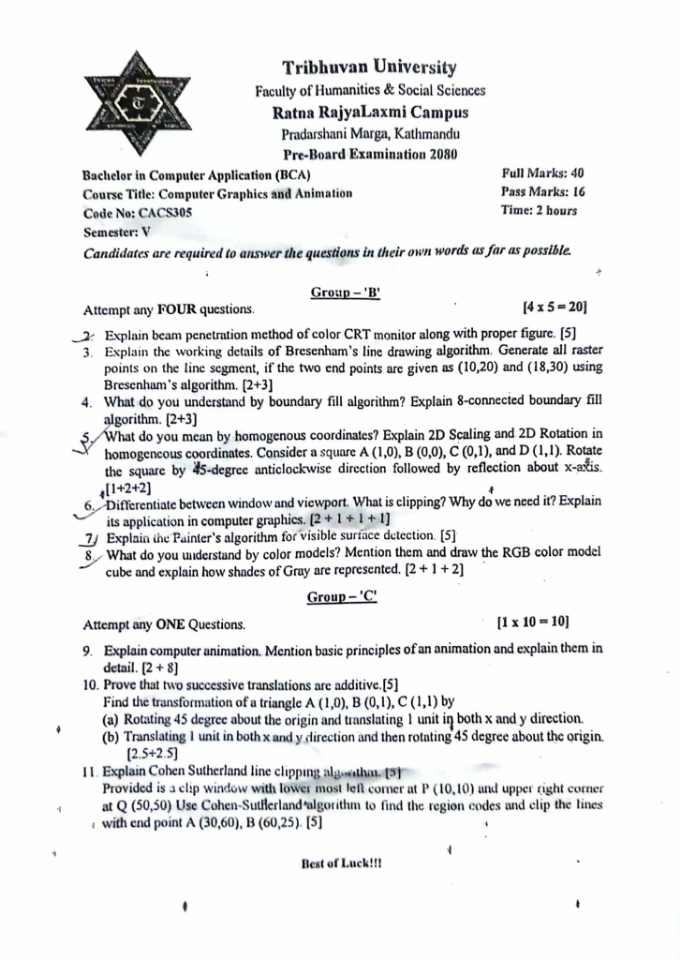 Tribhuvan University
Faculty of Humanities & Social Sciences
Ratna RajyaLaxmi Campus
Pradarshani Marga, Kathmandu
Pre-Board Examination 2080
Bachelor in Computer Application (BCA) Full Marks: 40
Course Title: Computer Graphics and Animation Pass Marks: 16
Code No: CACS305 Time: 2 hours
Semester: V
Candidates are required to answer the questions in their own words as far as possible.
Group – 'B'
Attempt any FOUR questions. [4 x 5 = 20]
2. Explain beam penetration method of color CRT monitor along with proper figure. [5]
3. Explain the working details of Bresenham's line drawing algorithm. Generate all raster
points on the line segment, if the two end points are given as (10,20) and (18,30) using
Bresenham's algorithm. [2+3]
4. What do you understand by boundary fill algorithm? Explain 8-connected boundary fill
algorithm. [2+3]
5. What do you mean by homogenous coordinates? Explain 2D Scaling and 2D Rotation in
homogeneous coordinates. Consider a square A (1,0), B (0,0), C (0,1), and D (1,1). Rotate
the square by 45-degree anticlockwise direction followed by reflection about x-axis.
[1+2+2]
6. Differentiate between window and viewport. What is clipping? Why do we need it? Explain
its application in computer graphics. [2 + 1 + 1 + 1]
7. Explain the Painter's algorithm for visible surface detection. [5]
8. What do you understand by color models? Mention them and draw the RGB color model
cube and explain how shades of Gray are represented. [2 + 1 + 2]
Group – 'C'
Attempt any ONE Questions. [1 x 10 = 10]
9. Explain computer animation. Mention basic principles of an animation and explain them in
detail. [2 + 8]
10. Prove that two successive translations are additive.[5]
Find the transformation of a triangle A (1,0), B (0,1), C (1,1) by
(a) Rotating 45 degree about the origin and translating 1 unit in both x and y direction.
(b) Translating 1 unit in both x and y direction and then rotating 45 degree about the origin.
[2.5+2.5]
11. Explain Cohen Sutherland line clipping algorithm. [5]
Provided is a clip window with lower most left corner at P (10,10) and upper right corner
at Q (50,50) Use Cohen-Sutherland algorithm to find the region codes and clip the lines
with end point A (30,60), B (60,25). [5]
Best of Luck!!!